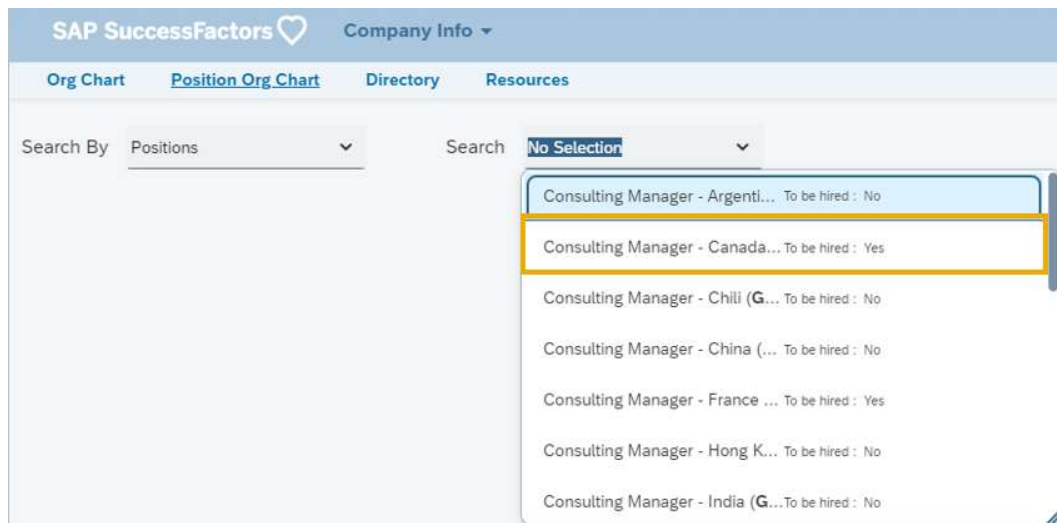 SAP SuccessFactors Company Info
Org Chart Position Org Chart Directory Resources
Search By Positions Search No Selection
Consulting Manager - Argenti... To be hired : No
Consulting Manager - Canada... To be hired : Yes
Consulting Manager - Chili (G... To be hired : No
Consulting Manager - China (... To be hired : No
Consulting Manager - France ... To be hired : Yes
Consulting Manager - Hong K... To be hired : No
Consulting Manager - India (G... To be hired : No